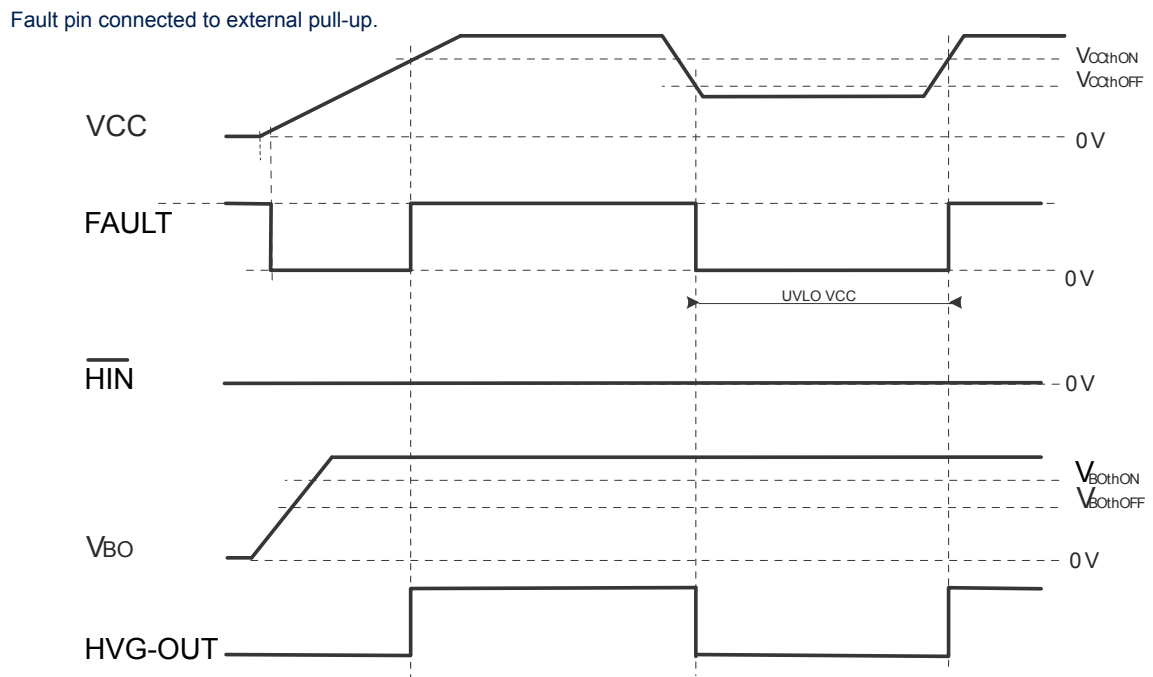 Fault pin connected to external pull-up.
VCCthON
VCCthOFF
VCC
0 V
FAULT
0 V
UVLO VCC
HIN
0 V
VBOthON
VBOthOFF
VBO
0 V
HVG-OUT